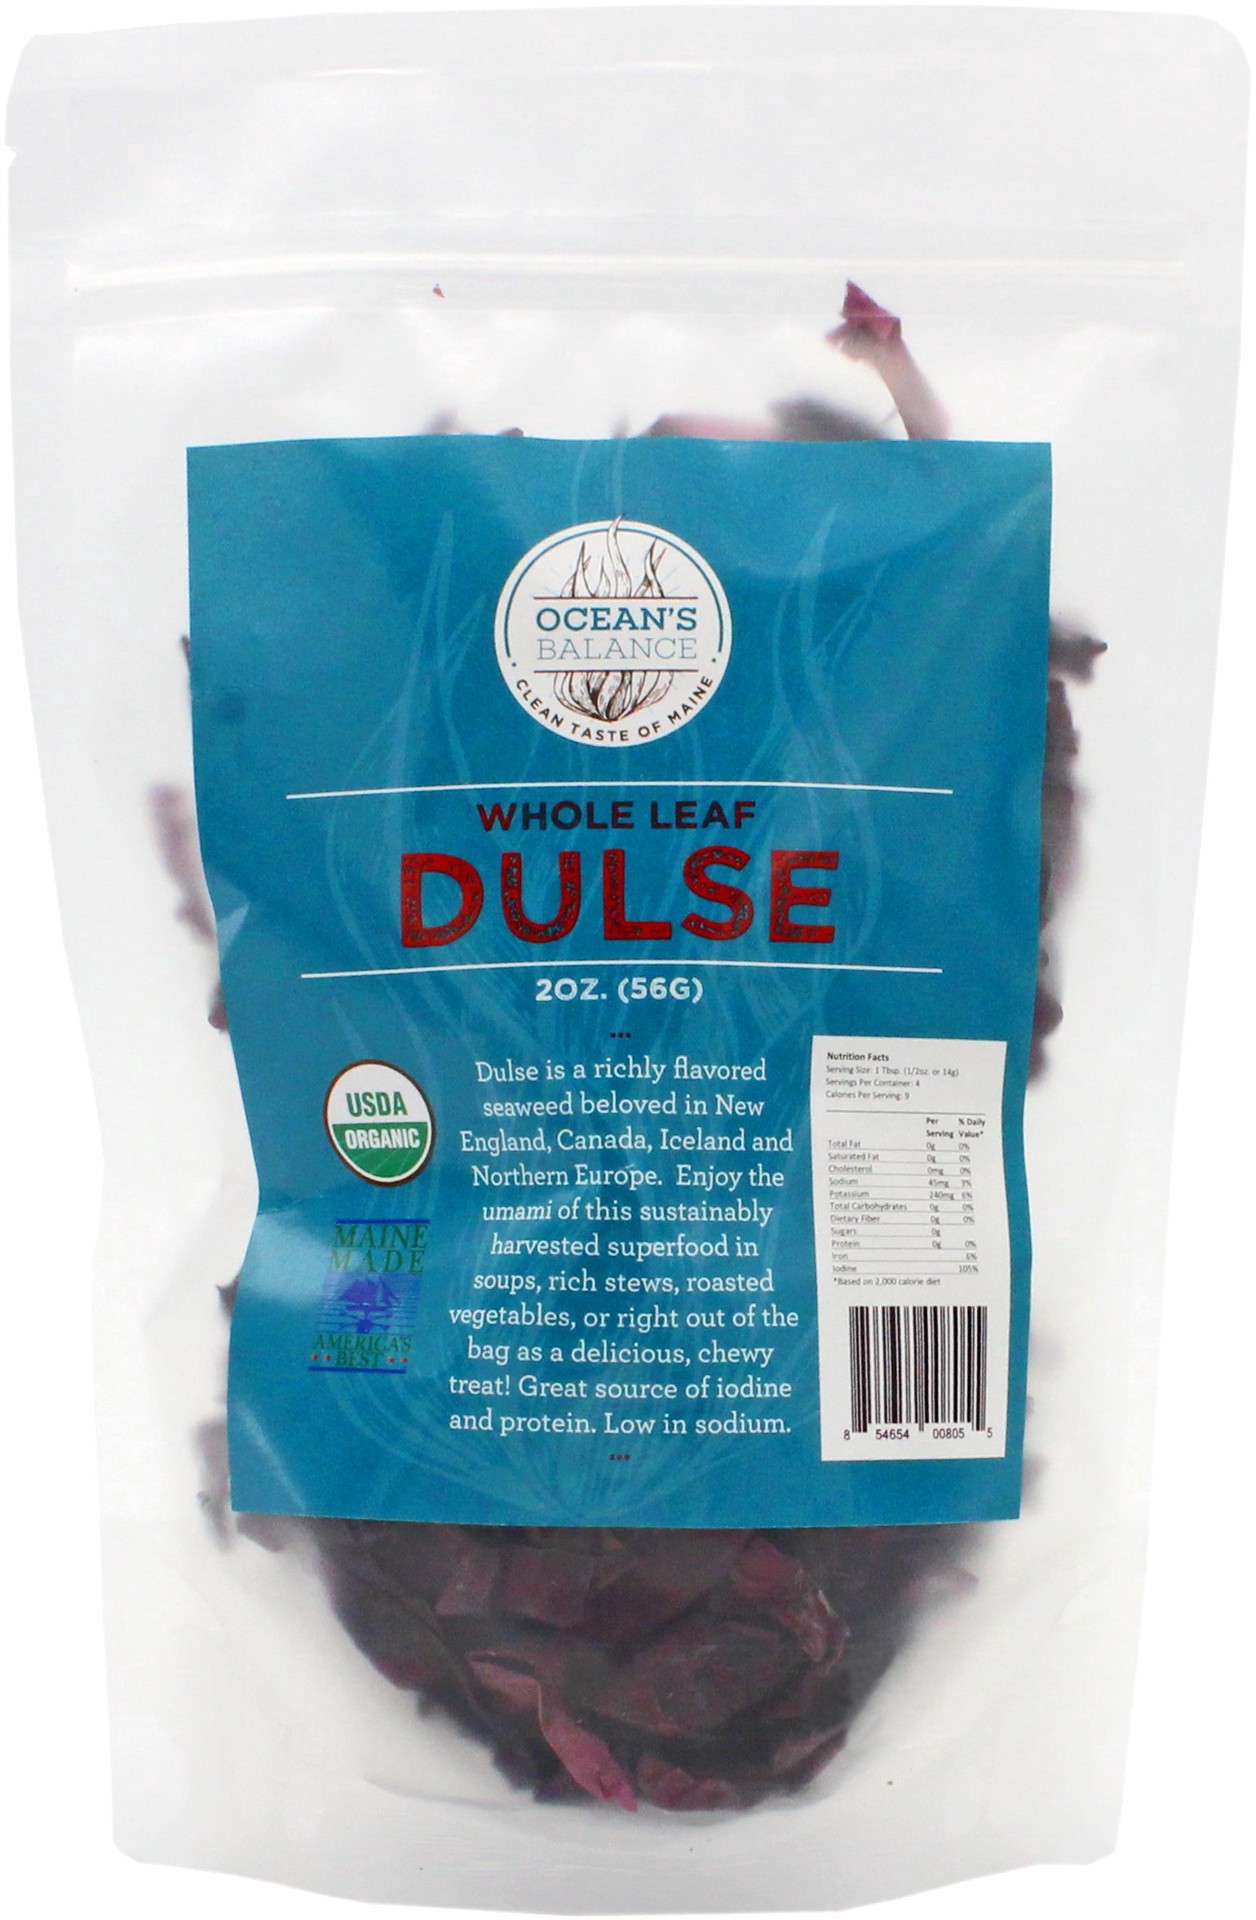 OCEAN'S
BALANCE
· CLEAN TASTE OF MAINE ·
WHOLE LEAF
DULSE
2OZ. (56G)
Dulse is a richly flavored
seaweed beloved in New
England, Canada, Iceland and
Northern Europe. Enjoy the
umami of this sustainably
harvested superfood in
soups, rich stews, roasted
vegetables, or right out of the
bag as a delicious, chewy
treat! Great source of iodine
and protein. Low in sodium.
USDA
ORGANIC
MAINE
MADE
AMERICA'S
BEST
Nutrition Facts
Serving Size: 1 Tbsp. (1/2oz. or 14g)
Servings Per Container: 4
Calories Per Serving: 9
Per % Daily
Serving Value*
Total Fat 0g 0%
Saturated Fat 0g 0%
Cholesterol 0mg 0%
Sodium 45mg 3%
Potassium 240mg 6%
Total Carbohydrates 0g 0%
Dietary Fiber 0g 0%
Sugars 0g
Protein 0g 0%
Iron 6%
Iodine 105%
*Based on 2,000 calorie diet
8 54654 00805 5